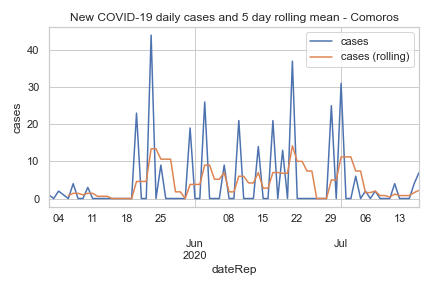 New COVID-19 daily cases and 5 day rolling mean - Comoros
cases
cases (rolling)
cases
40
30
20
10
0
04 11 18 25 08 15 22 29 06 13
Jun Jul
2020
dateRep